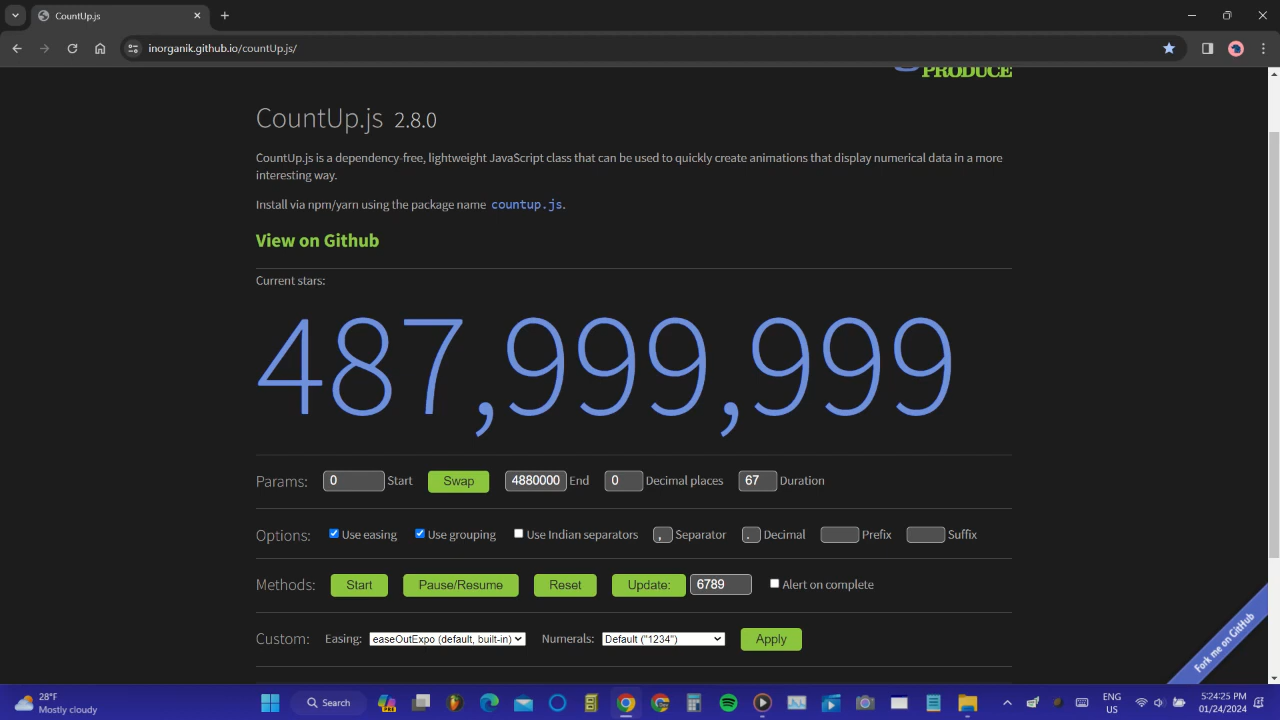 CountUp.js
inorganik.github.io/countUp.js/
PRODUCE
CountUp.js 2.8.0
CountUp.js is a dependency-free, lightweight JavaScript class that can be used to quickly create animations that display numerical data in a more
interesting way.
Install via npm/yarn using the package name countup.js.
View on Github
Current stars:
487,999,999
Params: 0 Start Swap 4880000 End 0 Decimal places 67 Duration
Options: Use easing Use grouping Use Indian separators , Separator . Decimal Prefix Suffix
Methods: Start Pause/Resume Reset Update: 6789 Alert on complete
Custom: Easing: easeOutExpo (default, built-in) Numerals: Default ("1234") Apply
Fork me on GitHub
28°F
Mostly cloudy
Search
PRE
ENG
US
5:24:25 PM
01/24/2024